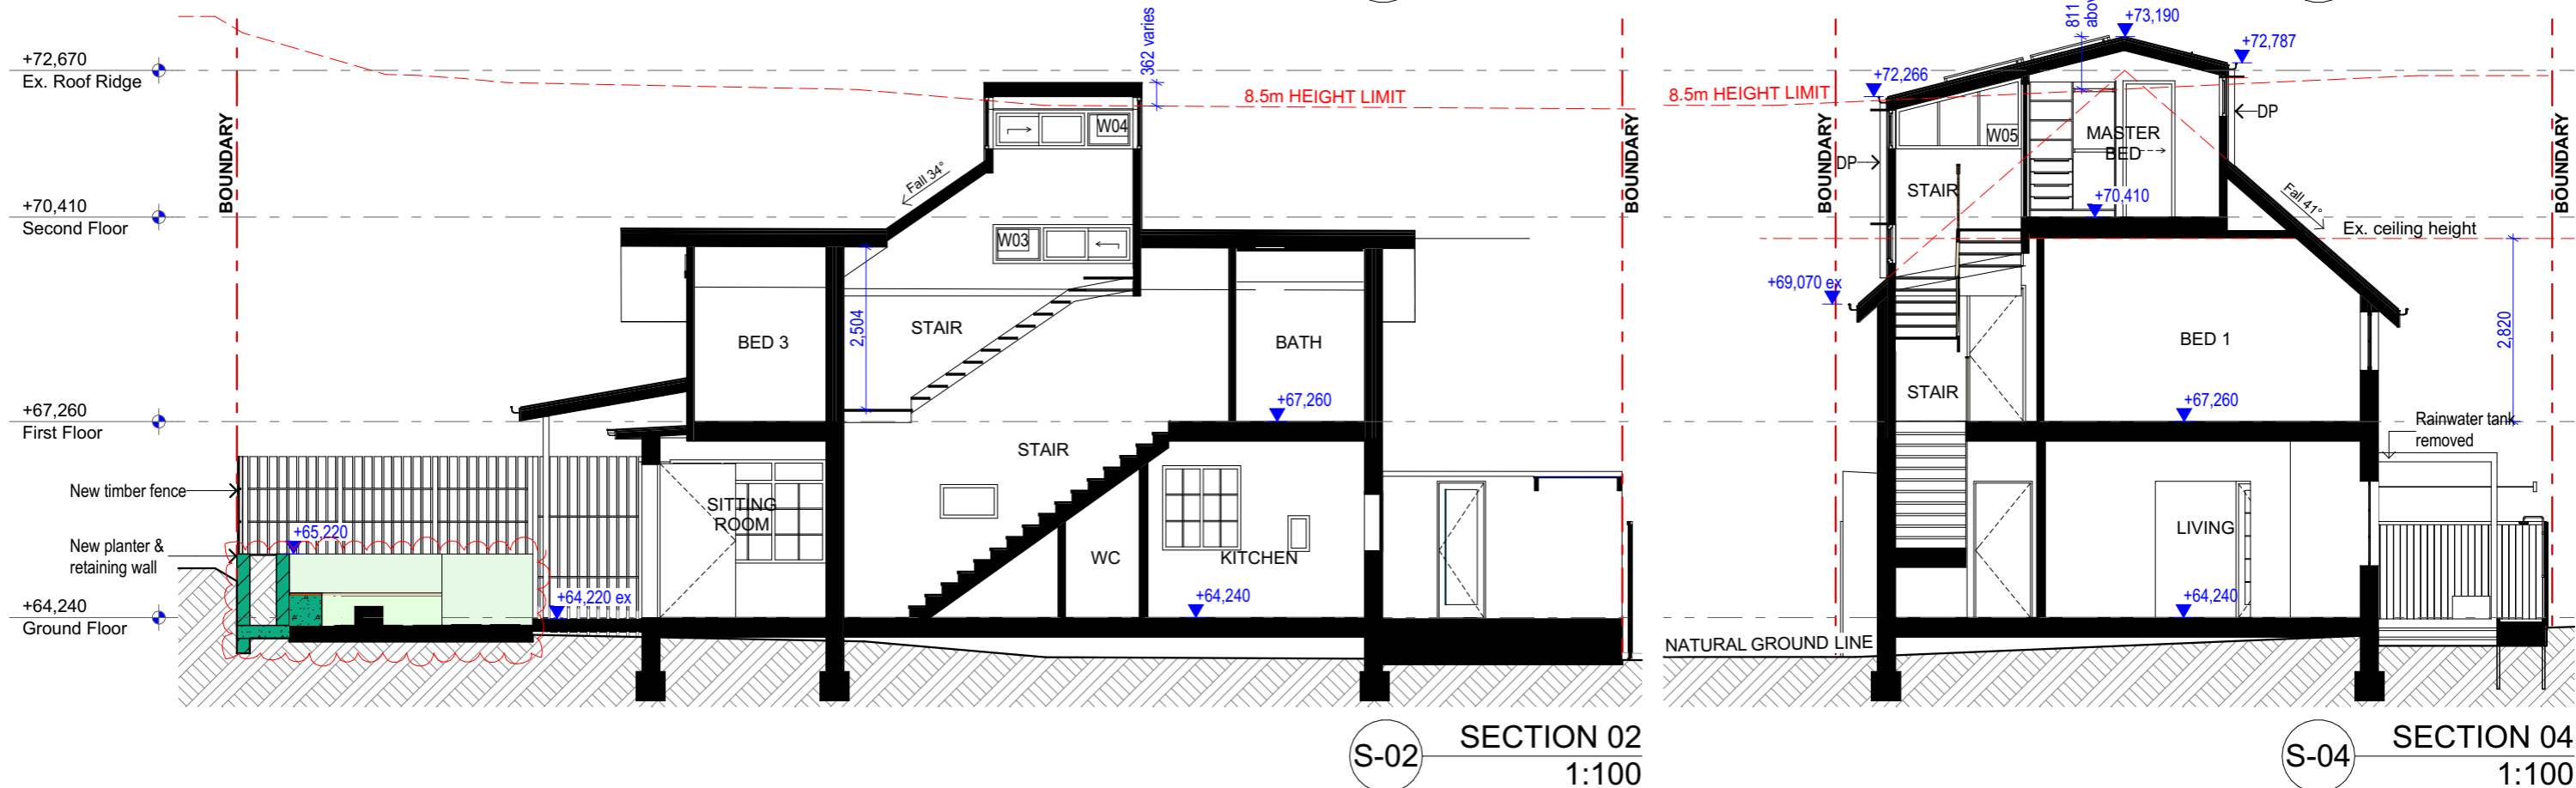 +72,670
Ex. Roof Ridge
+70,410
Second Floor
+67,260
First Floor
New timber fence
New planter &
retaining wall
+64,240
Ground Floor
BOUNDARY
+65,220
+64,220 ex
Fall 34°
362 varies
8.5m HEIGHT LIMIT
W04
W03
BED 3
2,504
STAIR
BATH
+67,260
STAIR
SITTING
ROOM
WC
KITCHEN
+64,240
BOUNDARY
S-02
SECTION 02
1:100
811
abov
+73,190
+72,787
+72,266
8.5m HEIGHT LIMIT
BOUNDARY
DP
DP
W05
MASTER
BED
STAIR
+70,410
Fall 41°
Ex. ceiling height
+69,070 ex
BED 1
2,820
STAIR
+67,260
Rainwater tank
removed
LIVING
+64,240
NATURAL GROUND LINE
BOUNDARY
S-04
SECTION 04
1:100